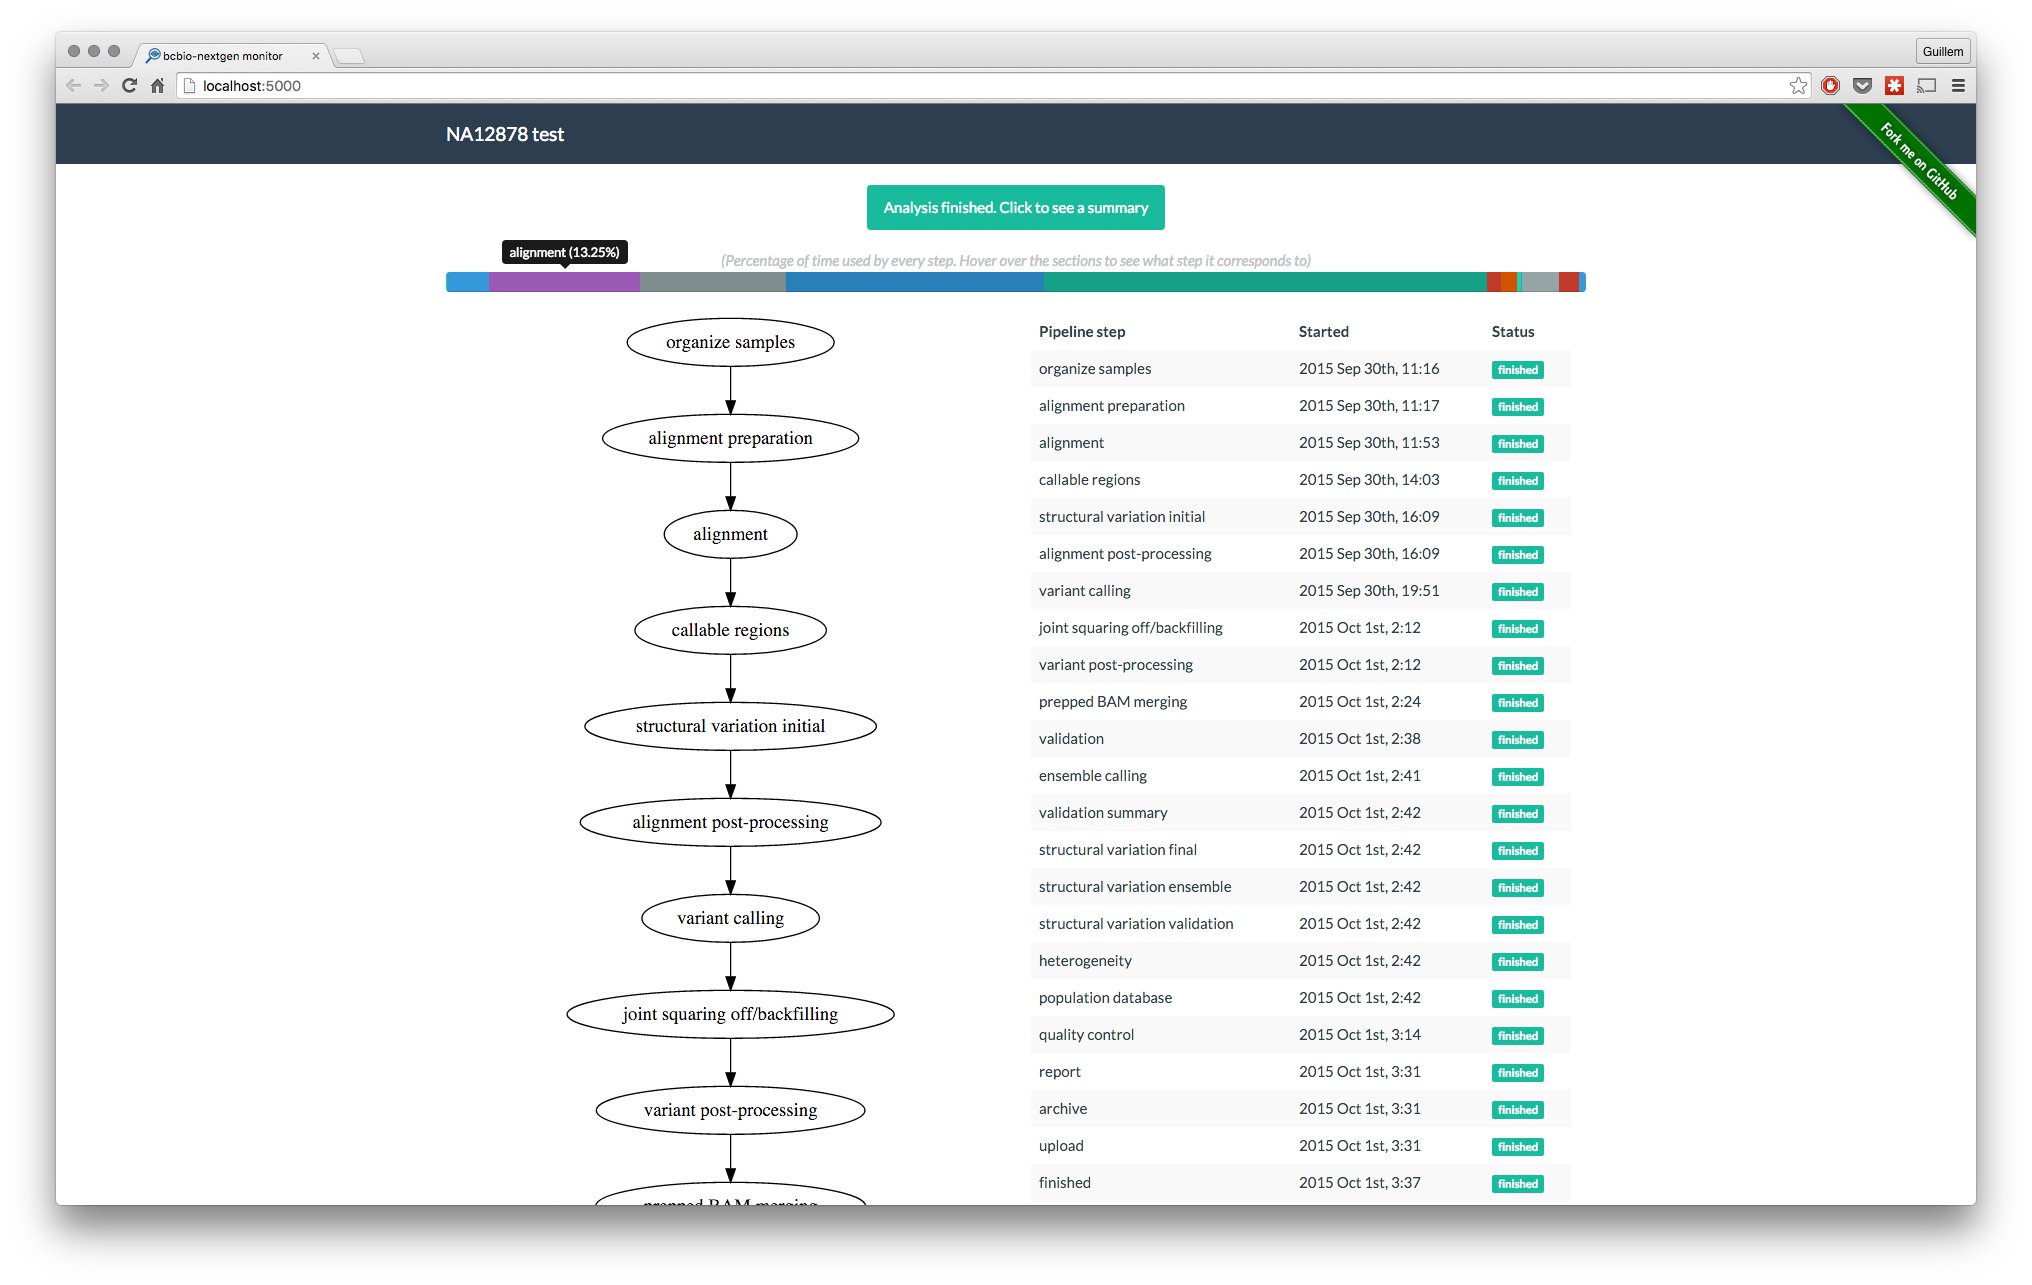 bcbio-nextgen monitor
Guillem
localhost:5000
NA12878 test
Fork me on GitHub
Analysis finished. Click to see a summary
alignment (13.25%)
(Percentage of time used by every step. Hover over the sections to see what step it corresponds to)
organize samples
alignment preparation
alignment
callable regions
structural variation initial
alignment post-processing
variant calling
joint squaring off/backfilling
variant post-processing
prepped BAM merging
Pipeline step Started Status
organize samples 2015 Sep 30th, 11:16 finished
alignment preparation 2015 Sep 30th, 11:17 finished
alignment 2015 Sep 30th, 11:53 finished
callable regions 2015 Sep 30th, 14:03 finished
structural variation initial 2015 Sep 30th, 16:09 finished
alignment post-processing 2015 Sep 30th, 16:09 finished
variant calling 2015 Sep 30th, 19:51 finished
joint squaring off/backfilling 2015 Oct 1st, 2:12 finished
variant post-processing 2015 Oct 1st, 2:12 finished
prepped BAM merging 2015 Oct 1st, 2:24 finished
validation 2015 Oct 1st, 2:38 finished
ensemble calling 2015 Oct 1st, 2:41 finished
validation summary 2015 Oct 1st, 2:42 finished
structural variation final 2015 Oct 1st, 2:42 finished
structural variation ensemble 2015 Oct 1st, 2:42 finished
structural variation validation 2015 Oct 1st, 2:42 finished
heterogeneity 2015 Oct 1st, 2:42 finished
population database 2015 Oct 1st, 2:42 finished
quality control 2015 Oct 1st, 3:14 finished
report 2015 Oct 1st, 3:31 finished
archive 2015 Oct 1st, 3:31 finished
upload 2015 Oct 1st, 3:31 finished
finished 2015 Oct 1st, 3:37 finished